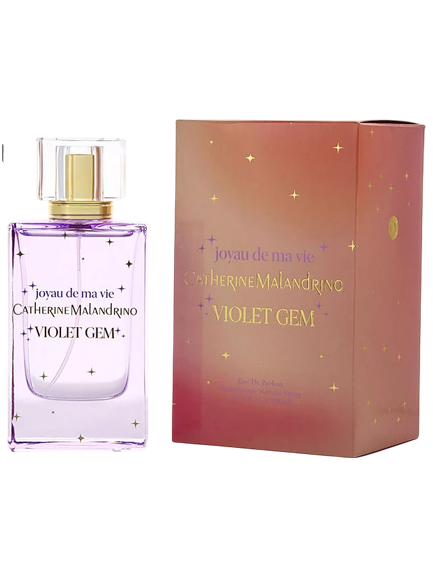 joyau de ma vie
CATHERINE MALANDRINO
VIOLET GEM
joyau de ma vie
CATHERINE MALANDRINO
VIOLET GEM
Eau De Parfum